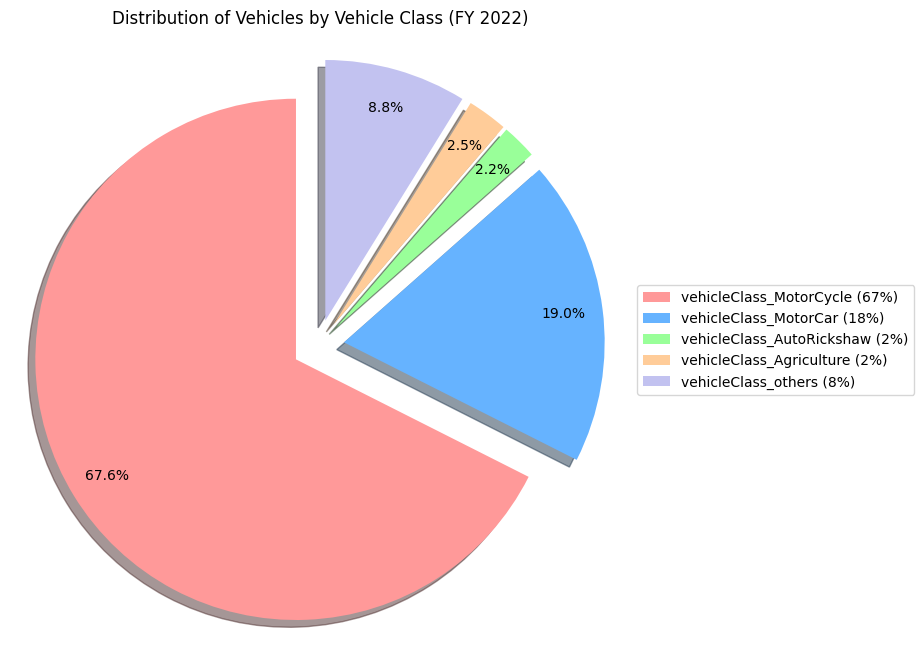 Distribution of Vehicles by Vehicle Class (FY 2022)
8.8%
2.5%
2.2%
19.0%
67.6%
vehicleClass_MotorCycle (67%)
vehicleClass_MotorCar (18%)
vehicleClass_AutoRickshaw (2%)
vehicleClass_Agriculture (2%)
vehicleClass_others (8%)